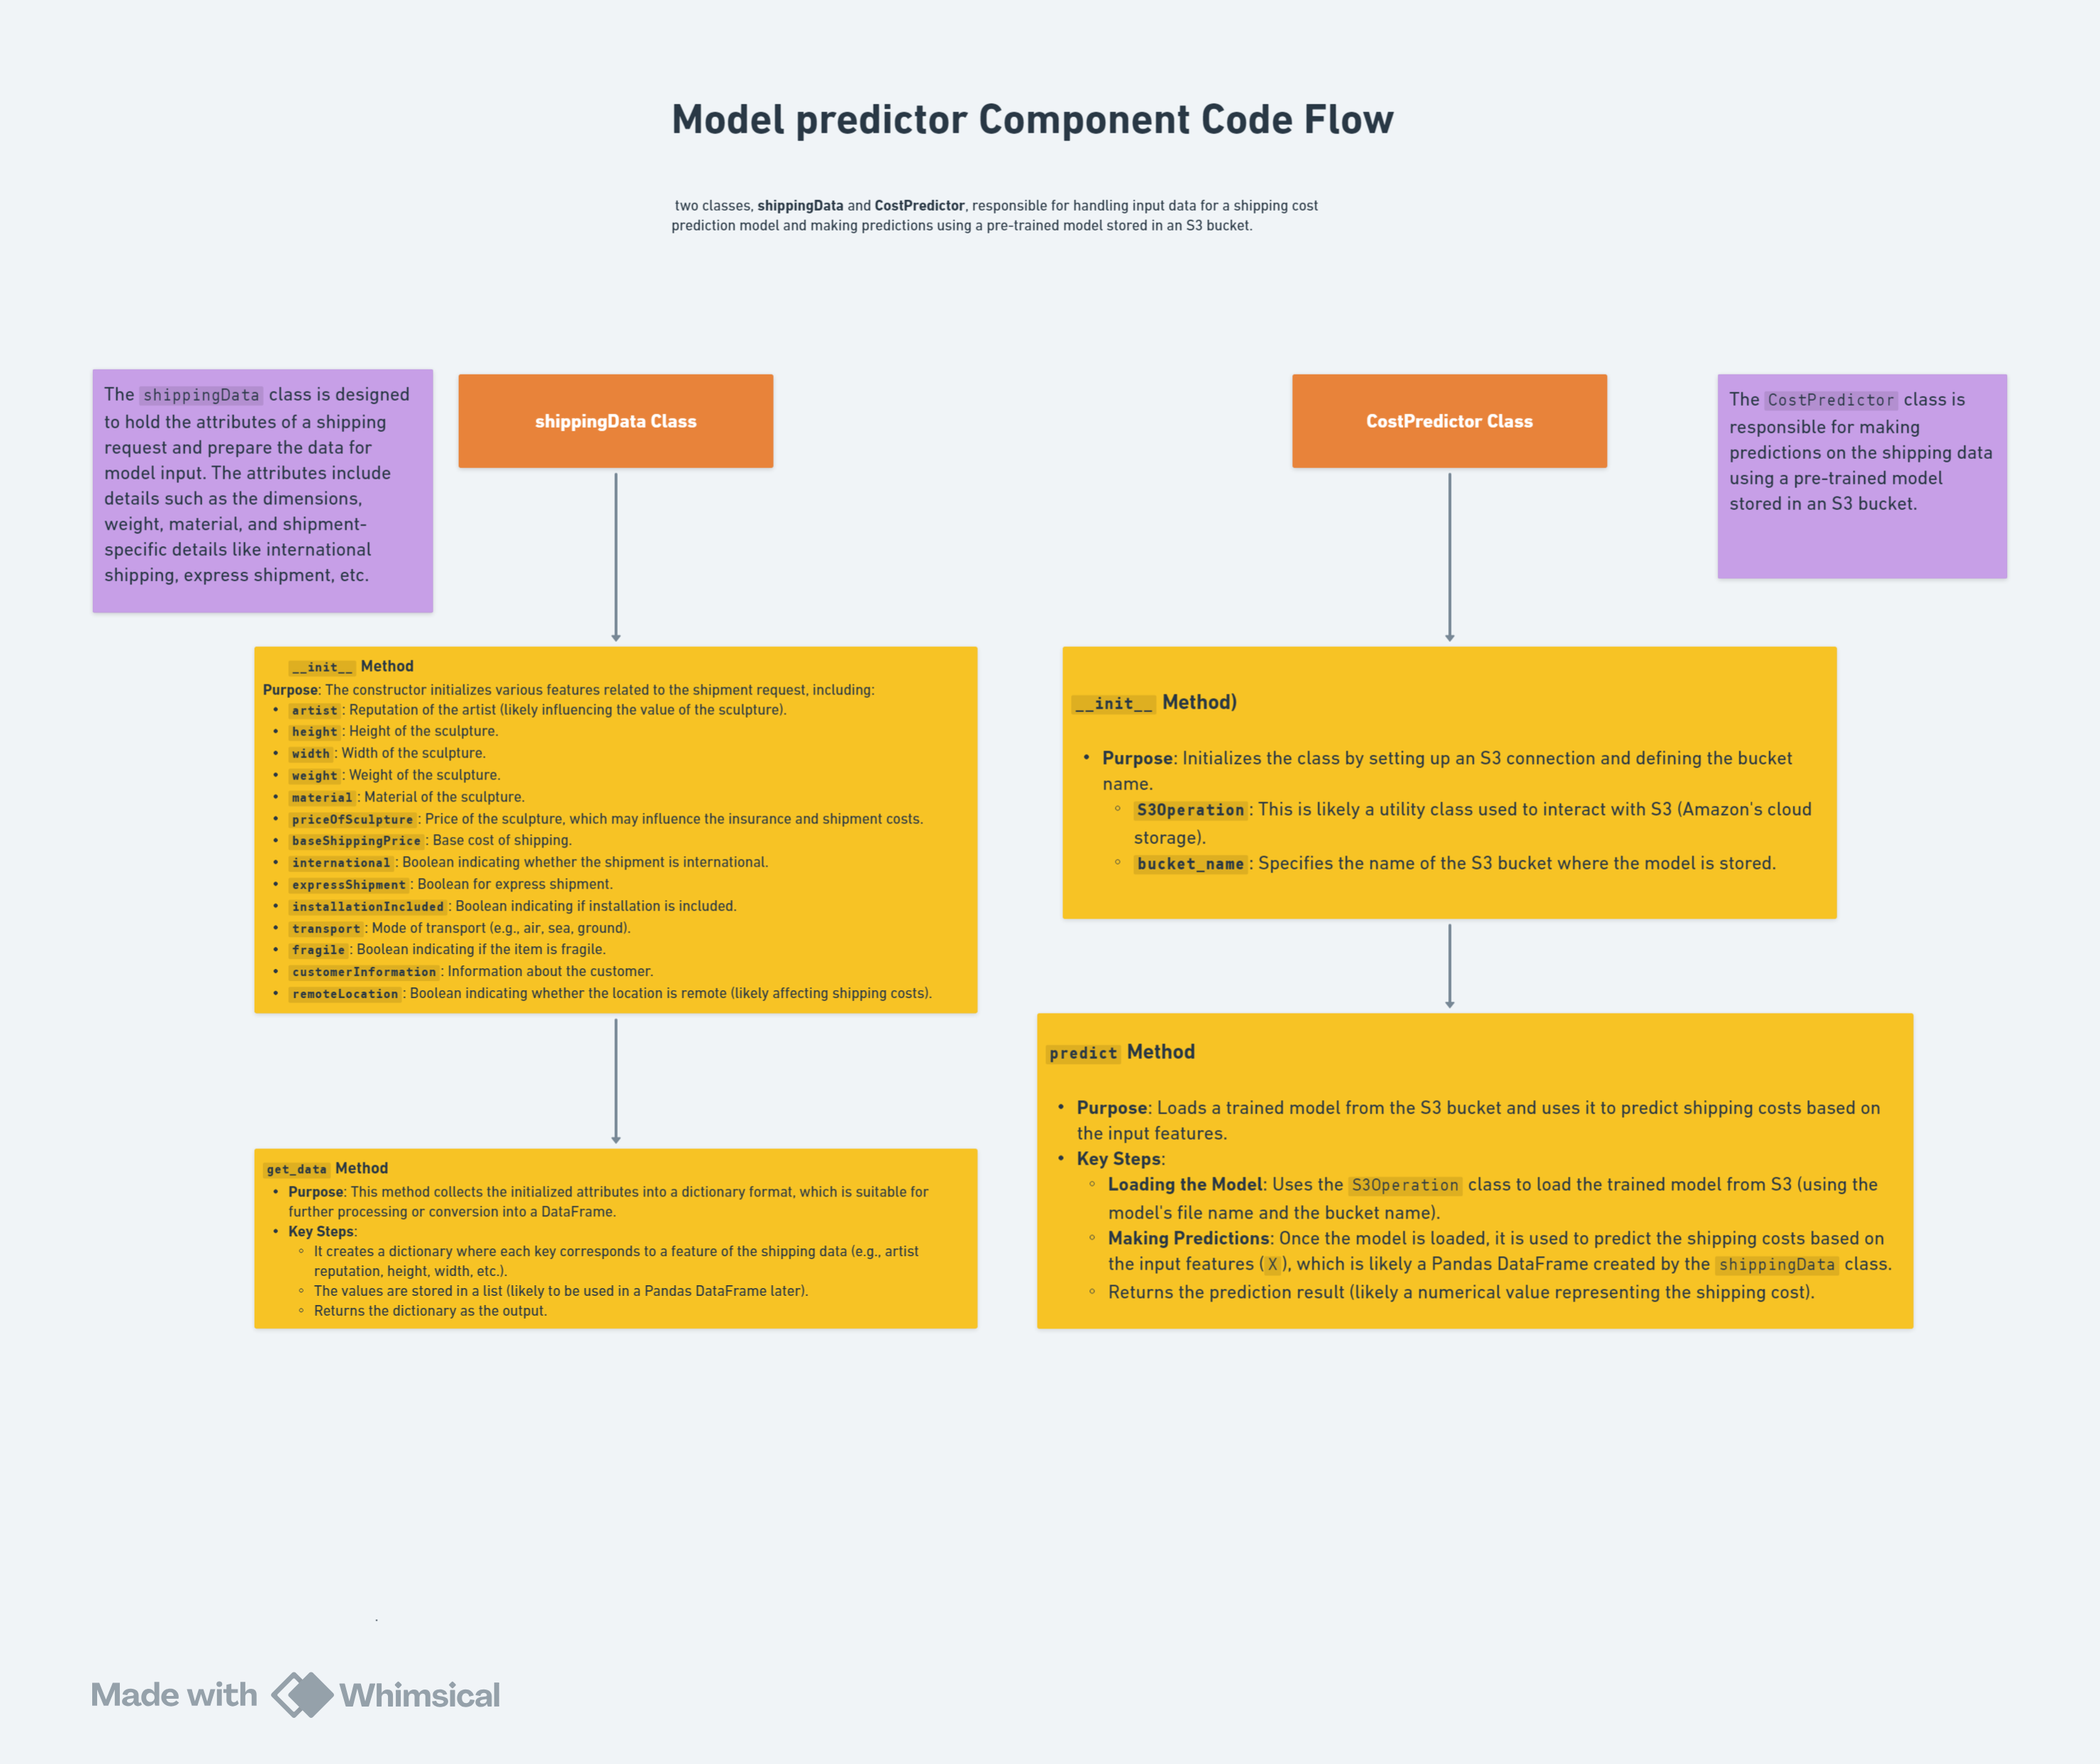 Model predictor Component Code Flow
two classes, shippingData and CostPredictor, responsible for handling input data for a shipping cost
prediction model and making predictions using a pre-trained model stored in an S3 bucket.
The shippingData class is designed
to hold the attributes of a shipping
request and prepare the data for
model input. The attributes include
details such as the dimensions,
weight, material, and shipment-
specific details like international
shipping, express shipment, etc.
shippingData Class
CostPredictor Class
The CostPredictor class is
responsible for making
predictions on the shipping data
using a pre-trained model
stored in an S3 bucket.
__init__ Method
Purpose: The constructor initializes various features related to the shipment request, including:
• artist: Reputation of the artist (likely influencing the value of the sculpture).
• height: Height of the sculpture.
• width: Width of the sculpture.
• weight: Weight of the sculpture.
• material: Material of the sculpture.
• priceOfSculpture: Price of the sculpture, which may influence the insurance and shipment costs.
• baseShippingPrice: Base cost of shipping.
• international: Boolean indicating whether the shipment is international.
• expressShipment: Boolean for express shipment.
• installationIncluded: Boolean indicating if installation is included.
• transport: Mode of transport (e.g., air, sea, ground).
• fragile: Boolean indicating if the item is fragile.
• customerInformation: Information about the customer.
• remoteLocation: Boolean indicating whether the location is remote (likely affecting shipping costs).
get_data Method
• Purpose: This method collects the initialized attributes into a dictionary format, which is suitable for
further processing or conversion into a DataFrame.
• Key Steps:
◦ It creates a dictionary where each key corresponds to a feature of the shipping data (e.g., artist
reputation, height, width, etc.).
◦ The values are stored in a list (likely to be used in a Pandas DataFrame later).
◦ Returns the dictionary as the output.
__init__ Method)
• Purpose: Initializes the class by setting up an S3 connection and defining the bucket
name.
◦ S3Operation: This is likely a utility class used to interact with S3 (Amazon's cloud
storage).
◦ bucket_name: Specifies the name of the S3 bucket where the model is stored.
predict Method
• Purpose: Loads a trained model from the S3 bucket and uses it to predict shipping costs based on
the input features.
• Key Steps:
◦ Loading the Model: Uses the S3Operation class to load the trained model from S3 (using the
model's file name and the bucket name).
◦ Making Predictions: Once the model is loaded, it is used to predict the shipping costs based on
the input features (X), which is likely a Pandas DataFrame created by the shippingData class.
◦ Returns the prediction result (likely a numerical value representing the shipping cost).
.
Made with Whimsical